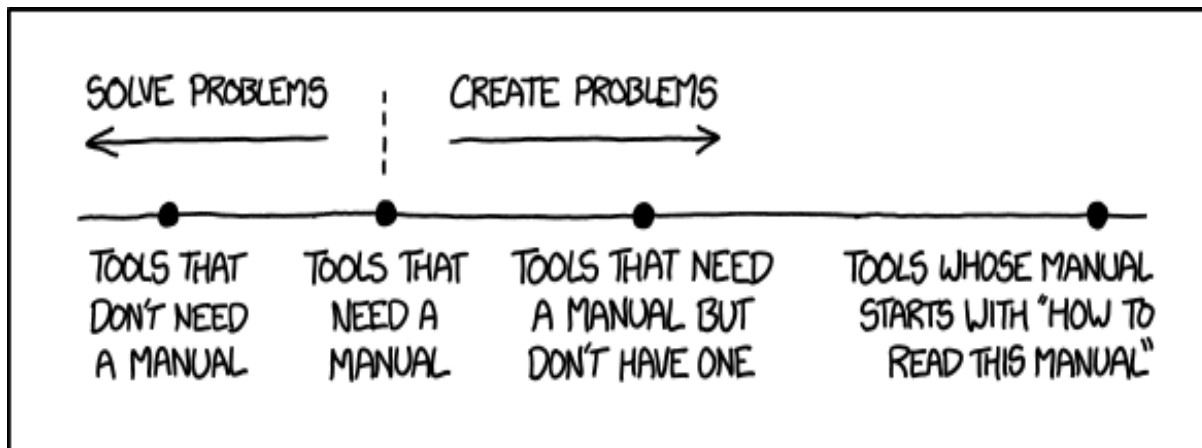 SOLVE PROBLEMS
CREATE PROBLEMS
TOOLS THAT
DON'T NEED
A MANUAL
TOOLS THAT
NEED A
MANUAL
TOOLS THAT NEED
A MANUAL BUT
DON'T HAVE ONE
TOOLS WHOSE MANUAL
STARTS WITH "HOW TO
READ THIS MANUAL"